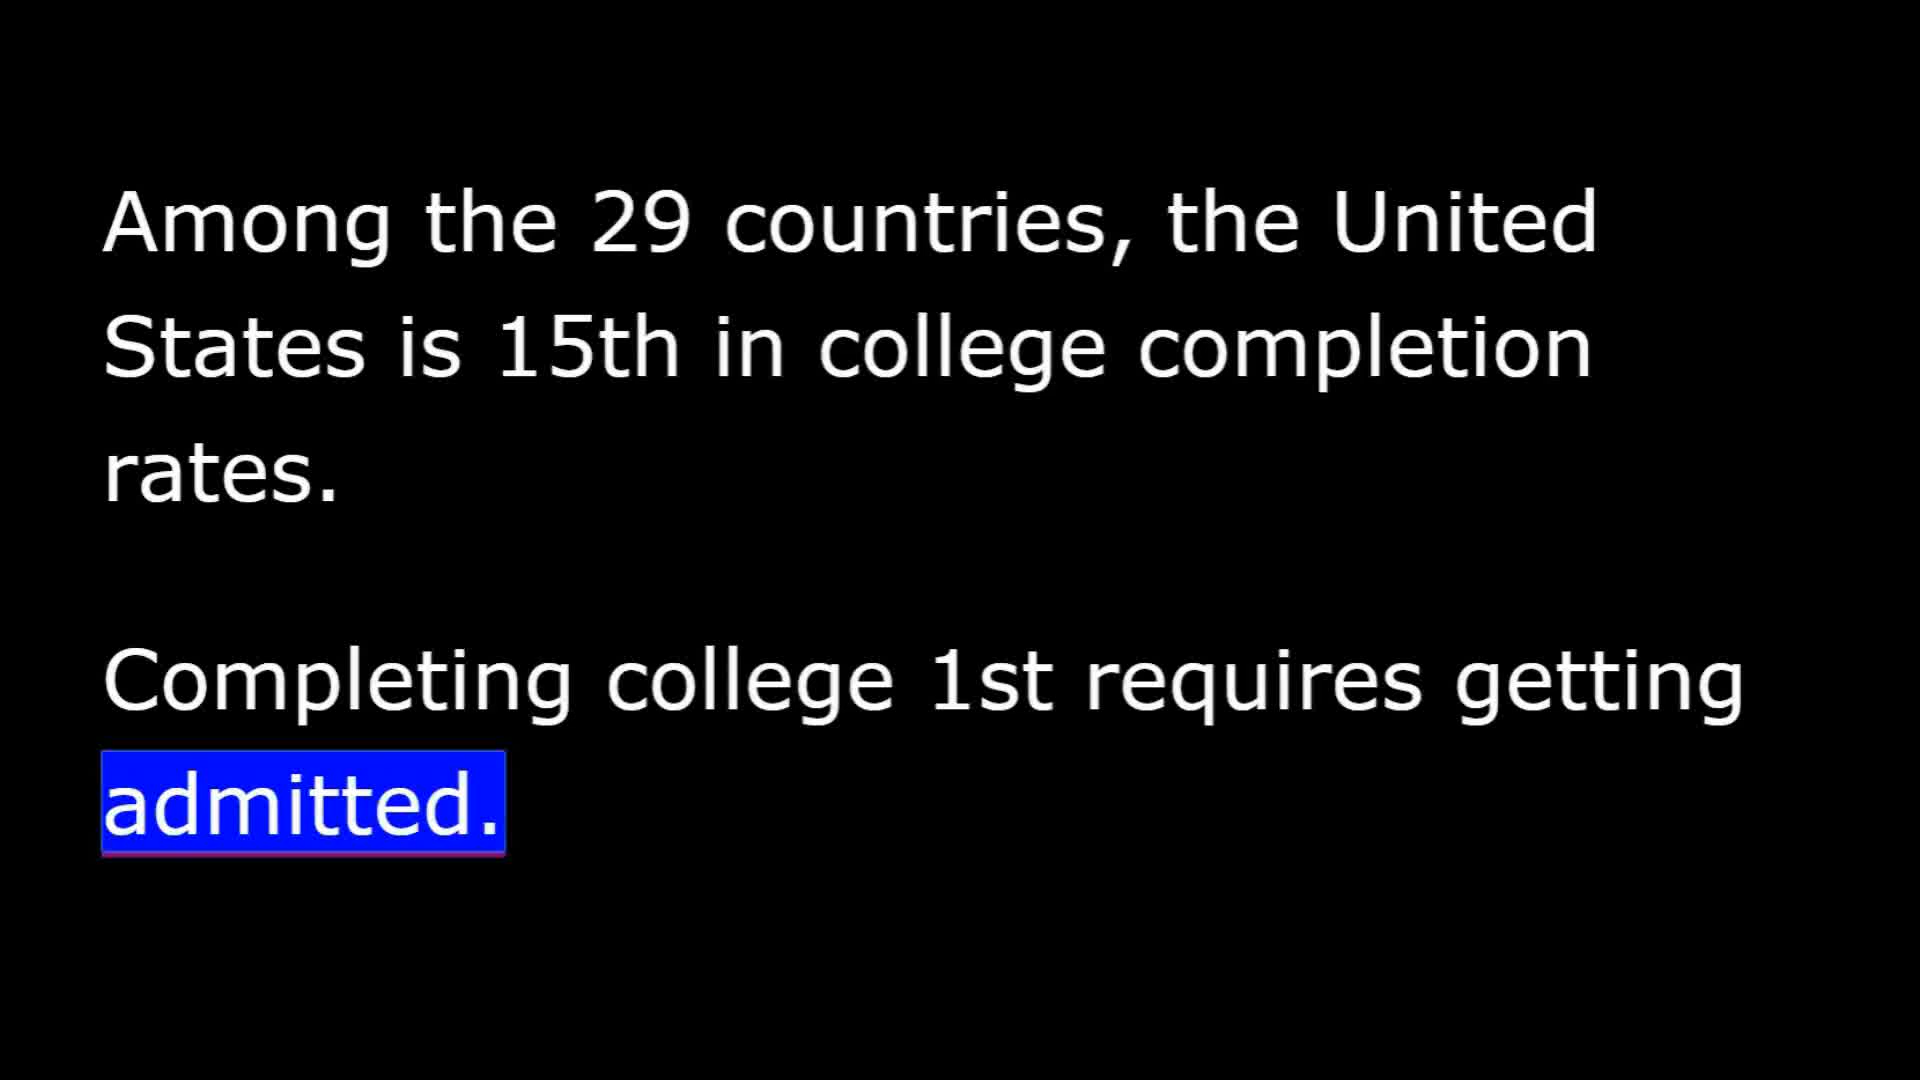 Among the 29 countries, the United
States is 15th in college completion
rates.
Completing college 1st requires getting
admitted.